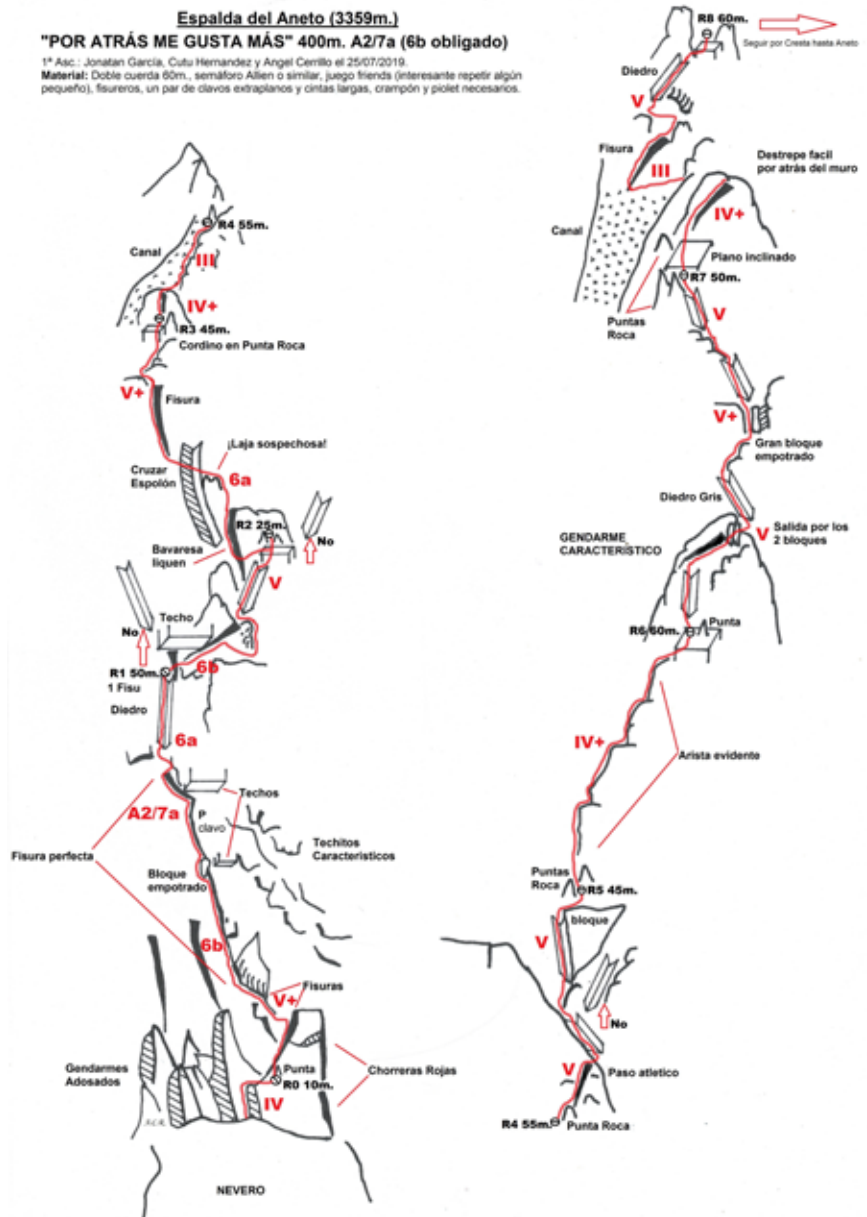 Espalda del Aneto (3359m.)
"POR ATRÁS ME GUSTA MÁS" 400m. A2/7a (6b obligado)
1ª Asc.: Jonatan García, Cutu Hernandez y Angel Cerrillo el 25/07/2019.
Material: Doble cuerda 60m., semáforo Allien o similar, juego friends (interesante repetir algún
pequeño), fisureros, un par de clavos extraplanos y cintas largas, crampón y piolet necesarios.
R4 55m.
Canal
III
IV+
R3 45m.
Cordino en Punta Roca
V+
Fisura
¡Laja sospechosa!
Cruzar
Espolón
6a
R2 25m.
No
Bavaresa
liquen
V
Techo
No
6b
R1 50m.
1 Fisu
Diedro
6a
Techos
A2/7a
P
clavo
Fisura perfecta
Techitos
Caracteristicos
Bloque
empotrado
6b
Fisuras
V+
Gendarmes
Adosados
Punta
R0 10m.
Chorreras Rojas
IV
NEVERO
R8 60m.
Seguir por Cresta hasta Aneto
Diedro
V
Fisura
III
Destrepe facil
por atrás del muro
IV+
Canal
Plano inclinado
R7 50m.
Puntas
Roca
V
V+
Gran bloque
empotrado
Diedro Gris
GENDARME
CARACTERÍSTICO
V
Salida por los
2 bloques
R6 60m.
Punta
IV+
Arista evidente
Puntas
Roca
R5 45m.
bloque
V
No
V
Paso atletico
R4 55m.
Punta Roca